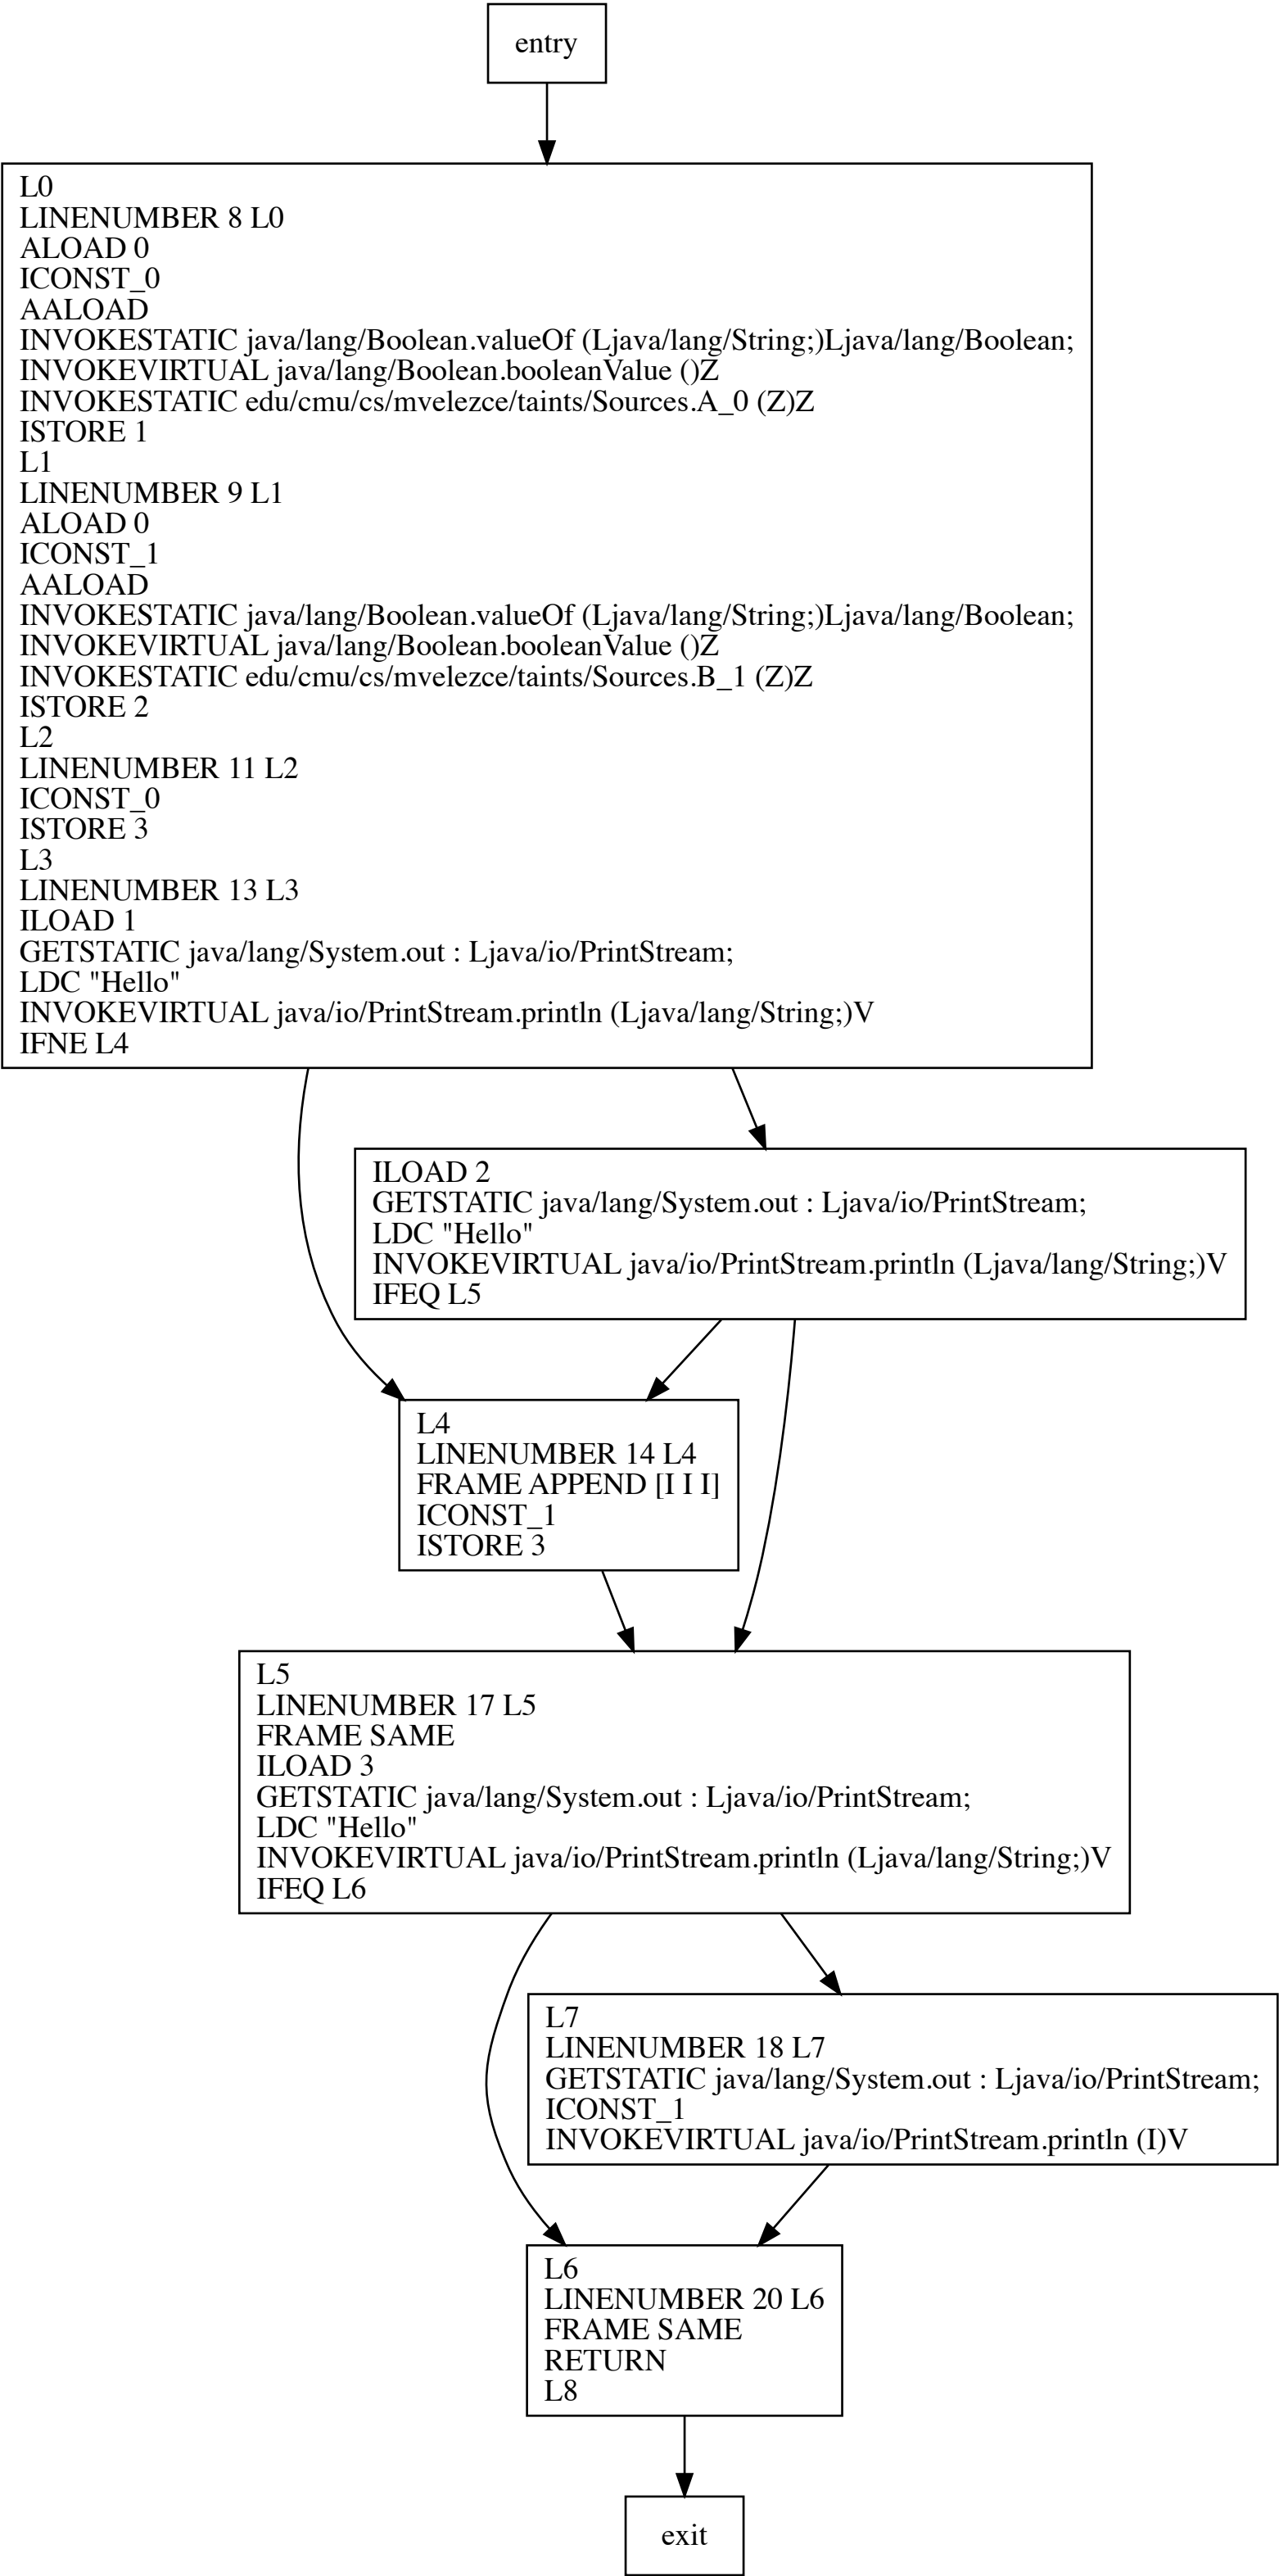 entry
L0
LINENUMBER 8 L0
ALOAD 0
ICONST_0
AALOAD
INVOKESTATIC java/lang/Boolean.valueOf (Ljava/lang/String;)Ljava/lang/Boolean;
INVOKEVIRTUAL java/lang/Boolean.booleanValue ()Z
INVOKESTATIC edu/cmu/cs/mvelezce/taints/Sources.A_0 (Z)Z
ISTORE 1
L1
LINENUMBER 9 L1
ALOAD 0
ICONST_1
AALOAD
INVOKESTATIC java/lang/Boolean.valueOf (Ljava/lang/String;)Ljava/lang/Boolean;
INVOKEVIRTUAL java/lang/Boolean.booleanValue ()Z
INVOKESTATIC edu/cmu/cs/mvelezce/taints/Sources.B_1 (Z)Z
ISTORE 2
L2
LINENUMBER 11 L2
ICONST_0
ISTORE 3
L3
LINENUMBER 13 L3
ILOAD 1
GETSTATIC java/lang/System.out : Ljava/io/PrintStream;
LDC "Hello"
INVOKEVIRTUAL java/io/PrintStream.println (Ljava/lang/String;)V
IFNE L4
ILOAD 2
GETSTATIC java/lang/System.out : Ljava/io/PrintStream;
LDC "Hello"
INVOKEVIRTUAL java/io/PrintStream.println (Ljava/lang/String;)V
IFEQ L5
L4
LINENUMBER 14 L4
FRAME APPEND [I I I]
ICONST_1
ISTORE 3
L5
LINENUMBER 17 L5
FRAME SAME
ILOAD 3
GETSTATIC java/lang/System.out : Ljava/io/PrintStream;
LDC "Hello"
INVOKEVIRTUAL java/io/PrintStream.println (Ljava/lang/String;)V
IFEQ L6
L7
LINENUMBER 18 L7
GETSTATIC java/lang/System.out : Ljava/io/PrintStream;
ICONST_1
INVOKEVIRTUAL java/io/PrintStream.println (I)V
L6
LINENUMBER 20 L6
FRAME SAME
RETURN
L8
exit